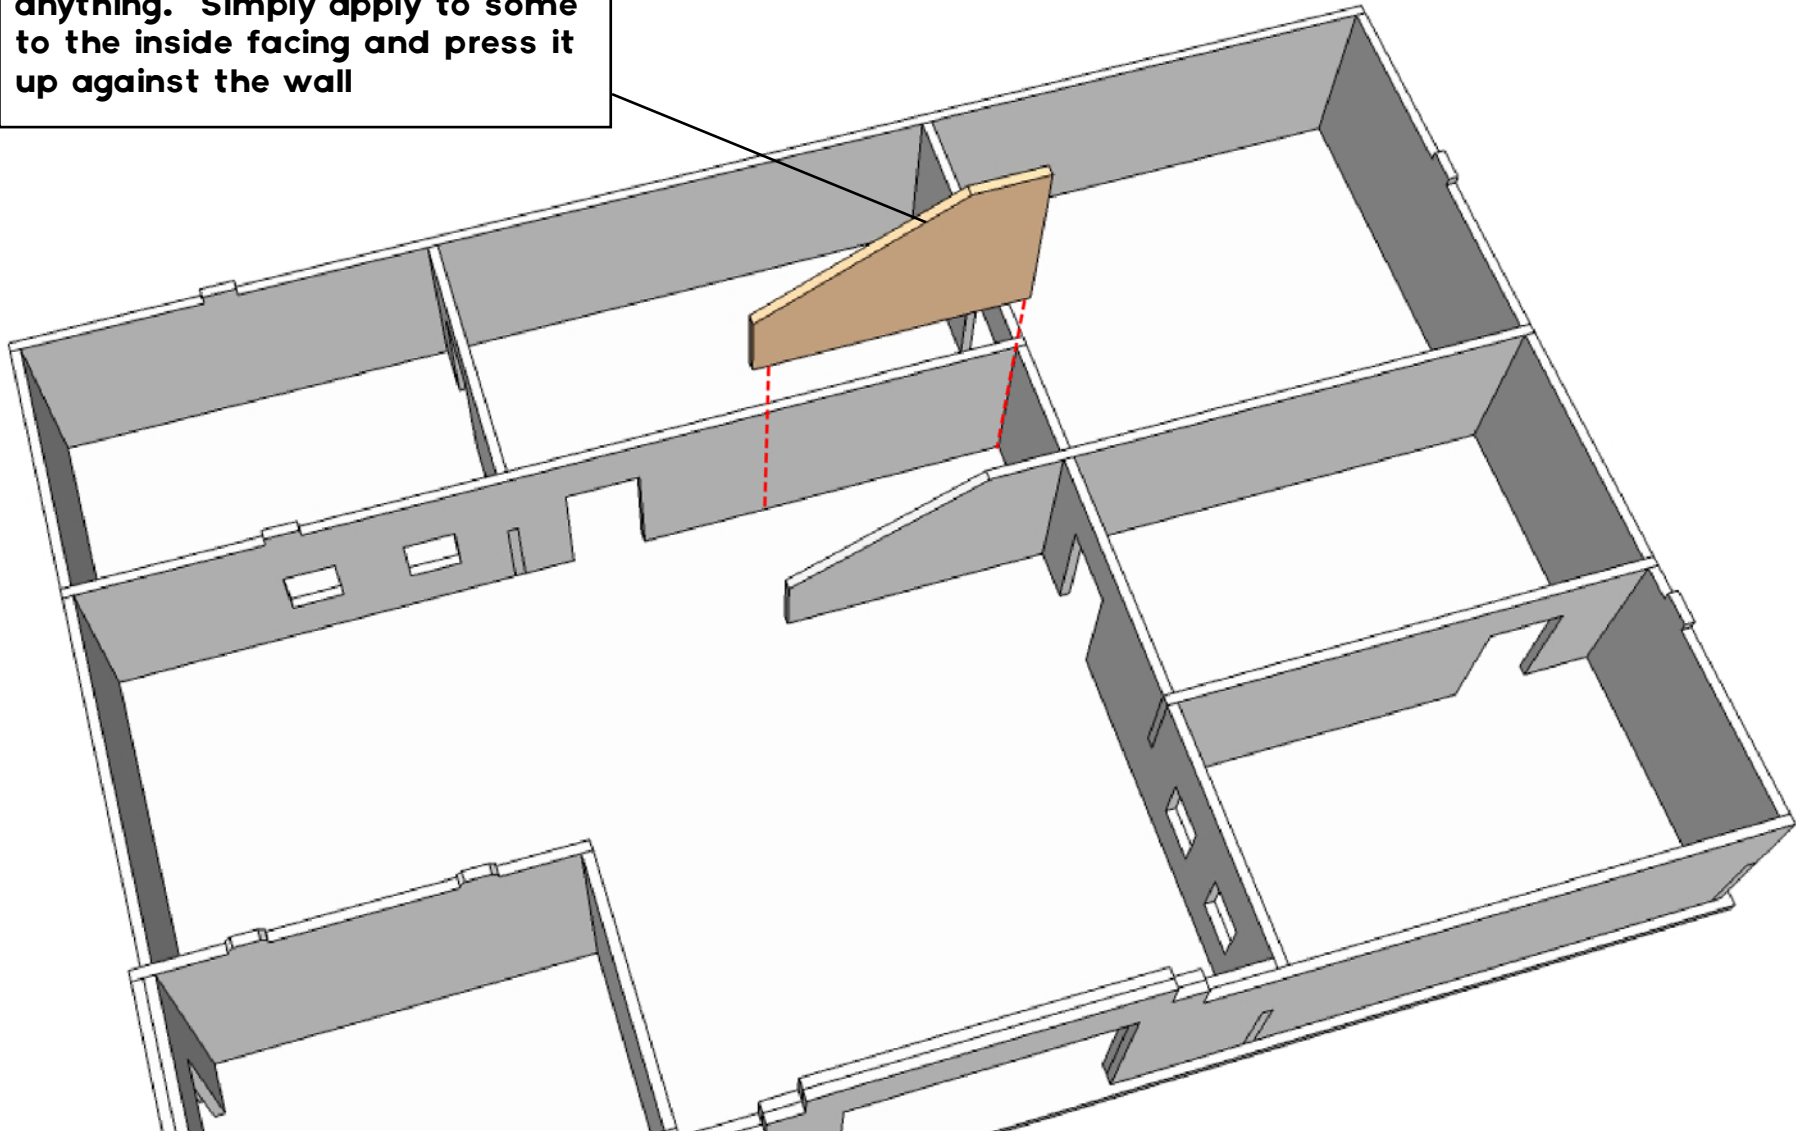 anything.  Simply apply to some
to the inside facing and press it
up against the wall